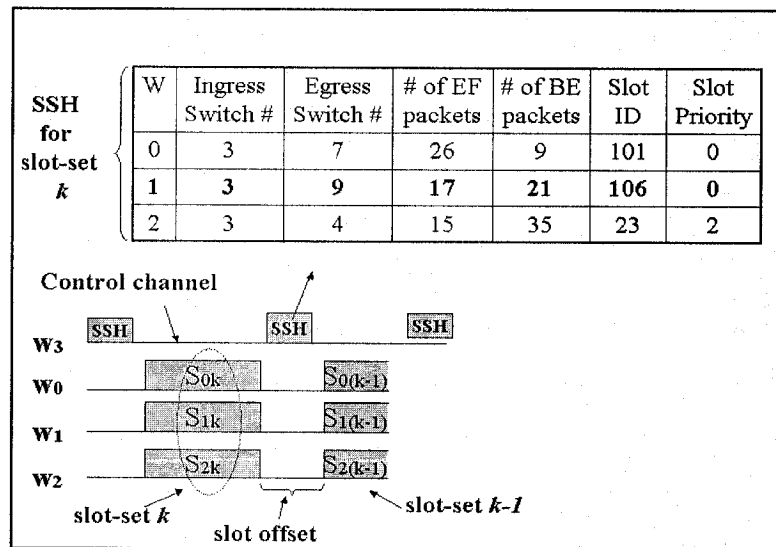 SSH
for
slot-set
k
W Ingress Switch # Egress Switch # # of EF packets # of BE packets Slot ID Slot Priority
0 3 7 26 9 101 0
1 3 9 17 21 106 0
2 3 4 15 35 23 2
Control channel
SSH SSH SSH
W3
W0 S0k S0(k-1)
W1 S1k S1(k-1)
W2 S2k S2(k-1)
slot-set k slot offset slot-set k-1